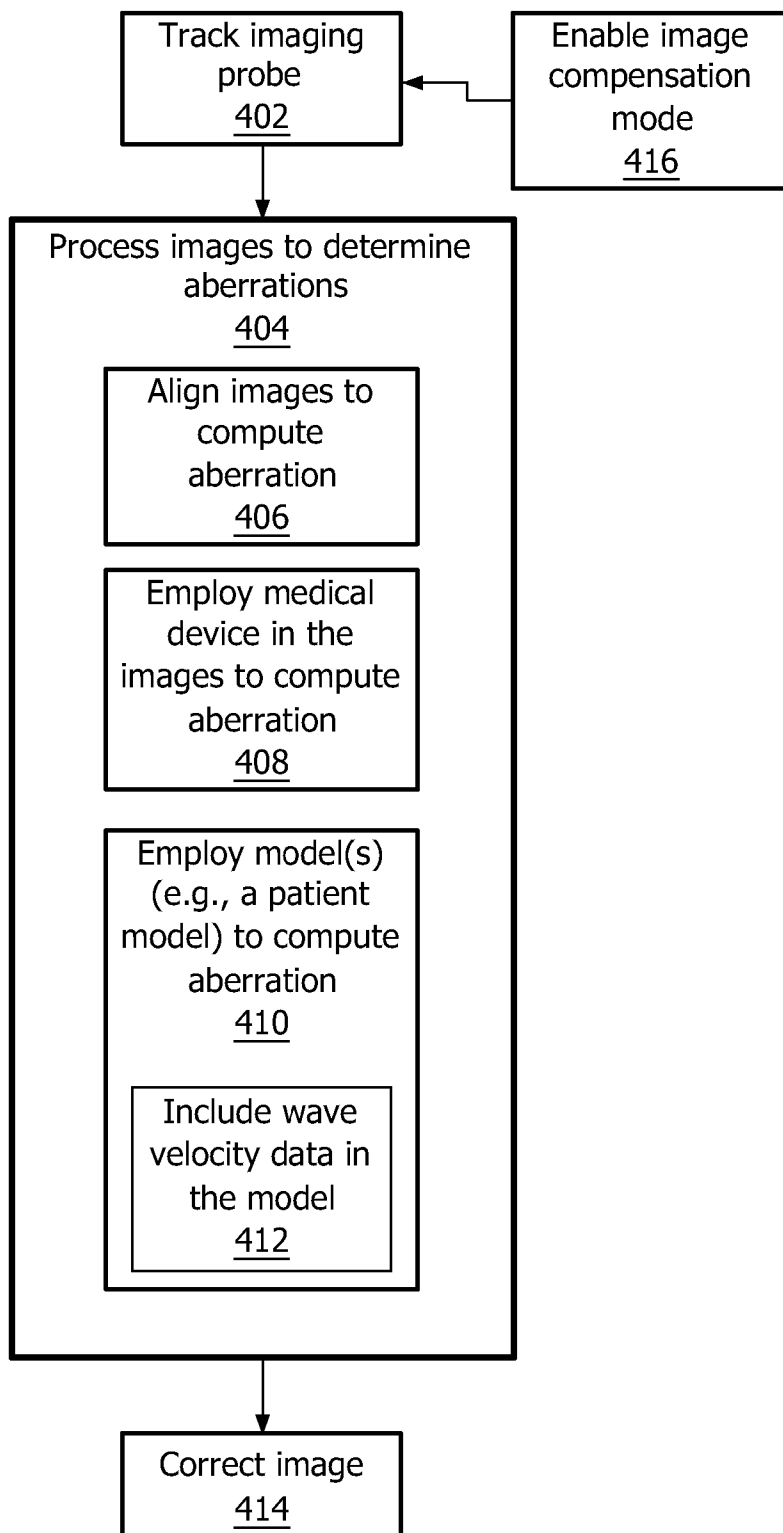 Track imaging
probe
402
Enable image
compensation
mode
416
Process images to determine
aberrations
404
Align images to
compute
aberration
406
Employ medical
device in the
images to compute
aberration
408
Employ model(s)
(e.g., a patient
model) to compute
aberration
410
Include wave
velocity data in
the model
412
Correct image
414